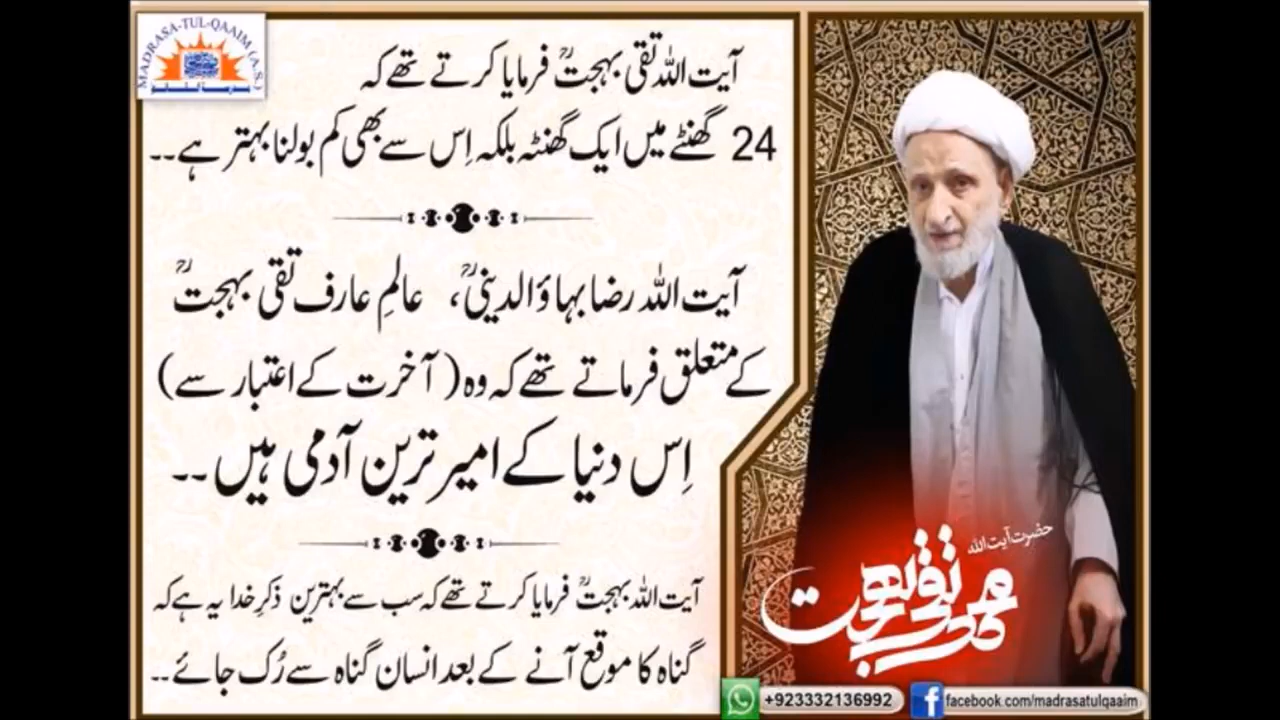 MADRASA-TUL-QAAIM (A.S.)
آیت اللہ تقی بہجتؒ فرمایا کرتے تھے کہ
24 گھنٹے میں ایک گھنٹہ بلکہ اِس سے بھی کم بولنا بہتر ہے۔۔
آیت اللہ رضا بہاؤالدینیؒ، عالمِ عارف تقی بہجتؒ
کے متعلق فرماتے تھے کہ وہ (آخرت کے اعتبار سے)
اِس دنیا کے امیر ترین آدمی ہیں۔۔
آیت اللہ بہجتؒ فرمایا کرتے تھے کہ سب سے بہترین ذکرِ خدا یہ ہے کہ
گناہ کا موقع آنے کے بعد انسان گناہ سے رُک جائے۔۔
حضرت آیت الله
محمد تقی بهجت
+923332136992
facebook.com/madrasatulqaaim